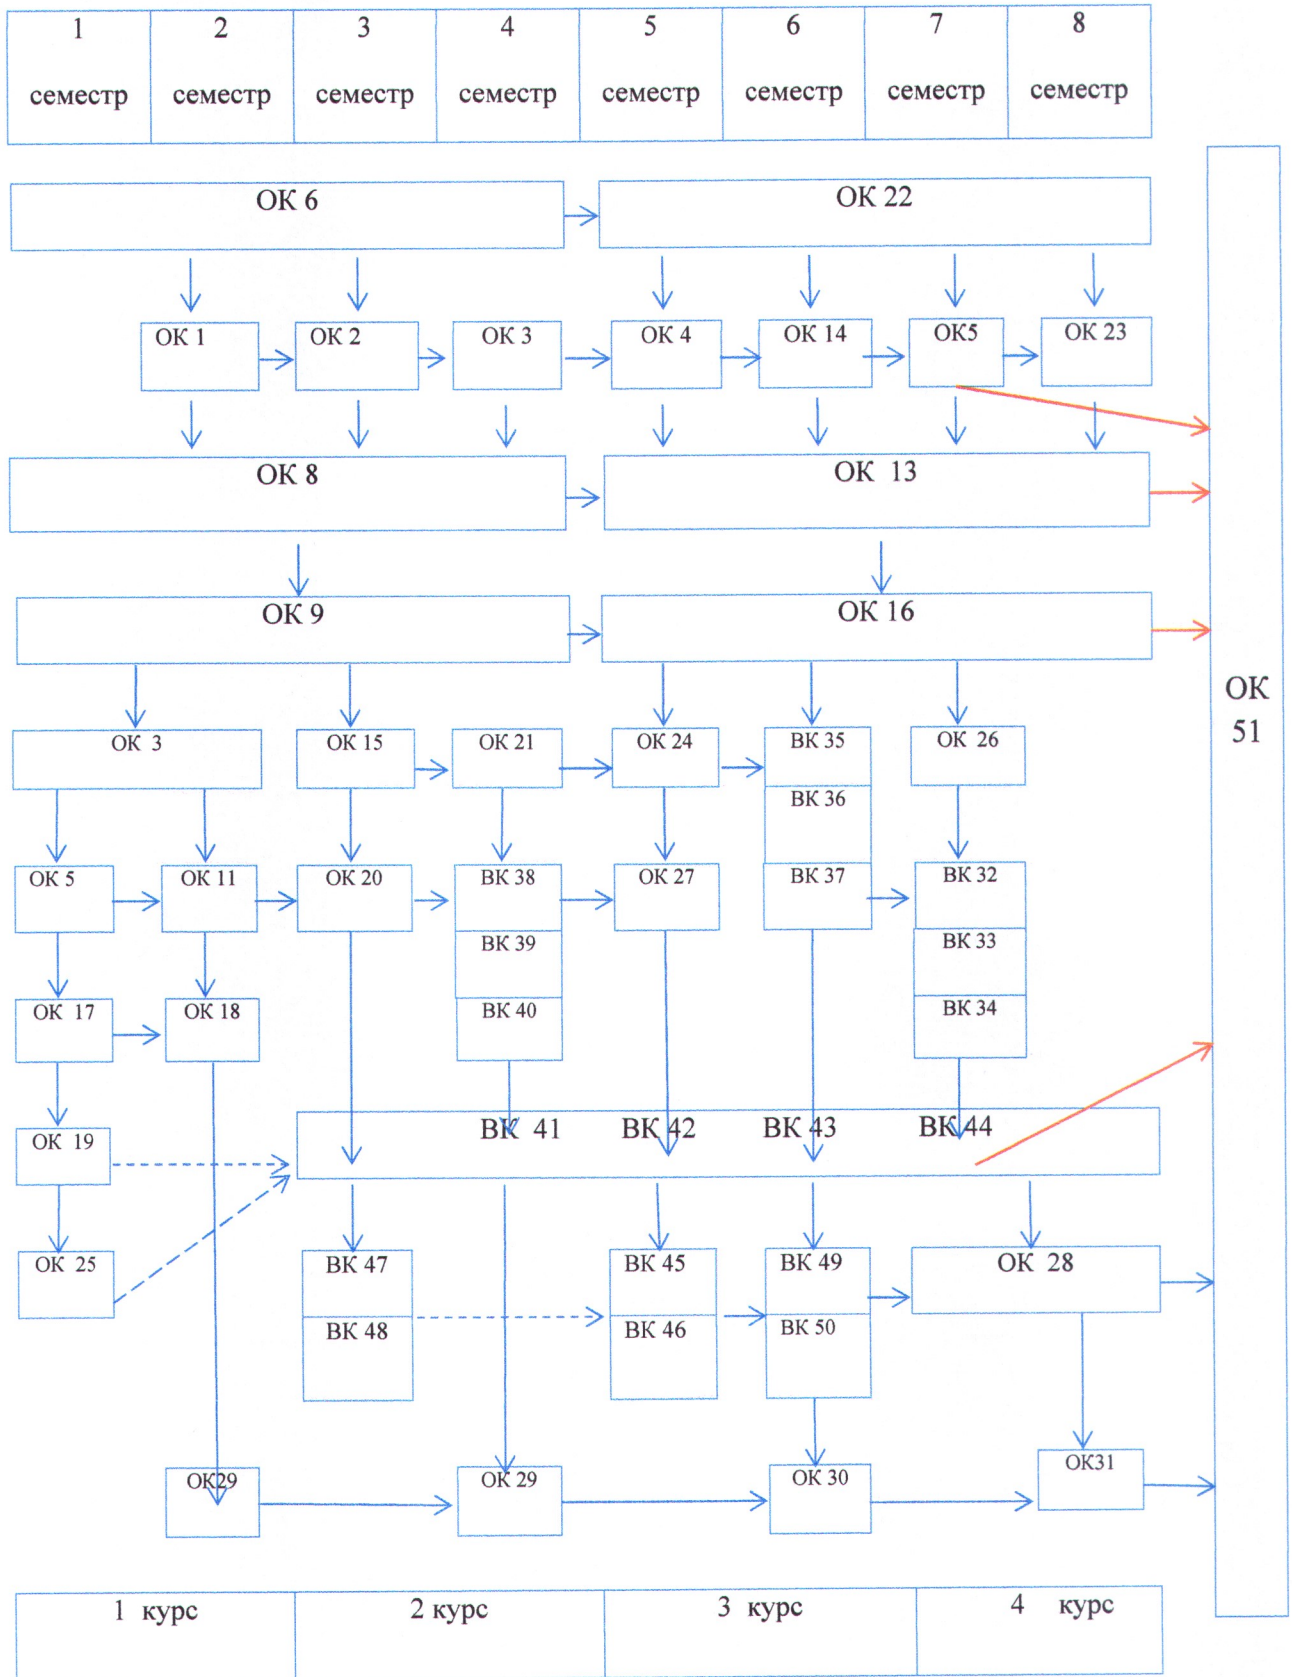 1 2 3 4 5 6 7 8
семестр семестр семестр семестр семестр семестр семестр семестр
ОК 6 ОК 22
ОК 1 ОК 2 ОК 3 ОК 4 ОК 14 ОК5 ОК 23
ОК 8 ОК 13
ОК 9 ОК 16
ОК
51
ОК 3 ОК 15 ОК 21 ОК 24 ВК 35 ОК 26
ВК 36
ОК 5 ОК 11 ОК 20 ВК 38 ОК 27 ВК 37 ВК 32
ВК 39 ВК 33
ОК 17 ОК 18 ВК 40 ВК 34
ОК 19 ВК 41 ВК 42 ВК 43 ВК 44
ОК 25 ВК 47 ВК 45 ВК 49 ОК 28
ВК 48 ВК 46 ВК 50
ОК29 ОК 29 ОК 30 ОК31
1 курс 2 курс 3 курс 4 курс